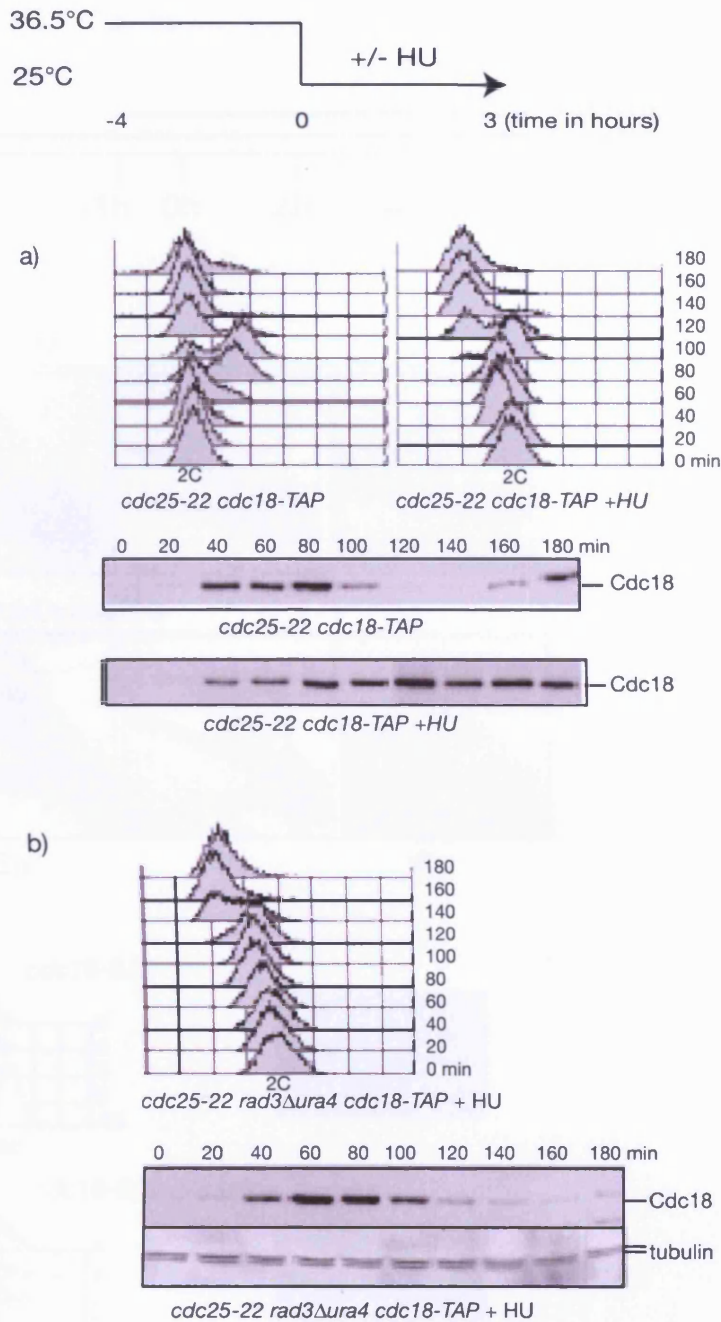 36.5°C
+/- HU
25°C
-4 0 3 (time in hours)
a)
180
160
140
120
100
80
60
40
20
0 min
2C 2C
cdc25-22 cdc18-TAP cdc25-22 cdc18-TAP +HU
0 20 40 60 80 100 120 140 160 180 min
Cdc18
cdc25-22 cdc18-TAP
Cdc18
cdc25-22 cdc18-TAP +HU
b)
180
160
140
120
100
80
60
40
20
0 min
2C
cdc25-22 rad3Δura4 cdc18-TAP + HU
0 20 40 60 80 100 120 140 160 180 min
Cdc18
tubulin
cdc25-22 rad3Δura4 cdc18-TAP + HU